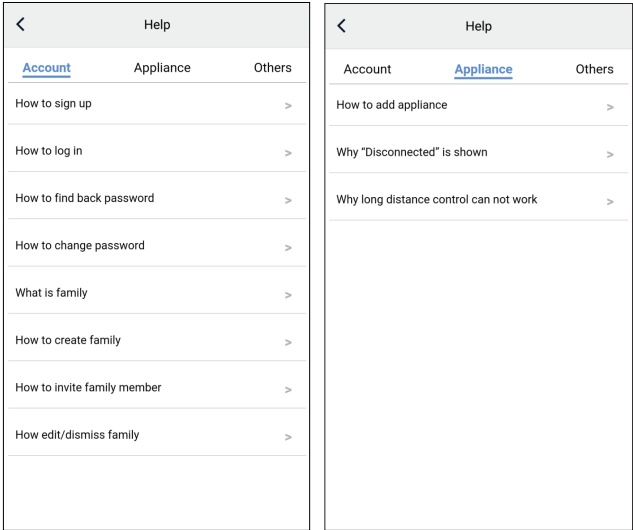 Help
Account Appliance Others
How to sign up >
How to log in >
How to find back password >
How to change password >
What is family >
How to create family >
How to invite family member >
How edit/dismiss family >
Help
Account Appliance Others
How to add appliance >
Why “Disconnected” is shown >
Why long distance control can not work >